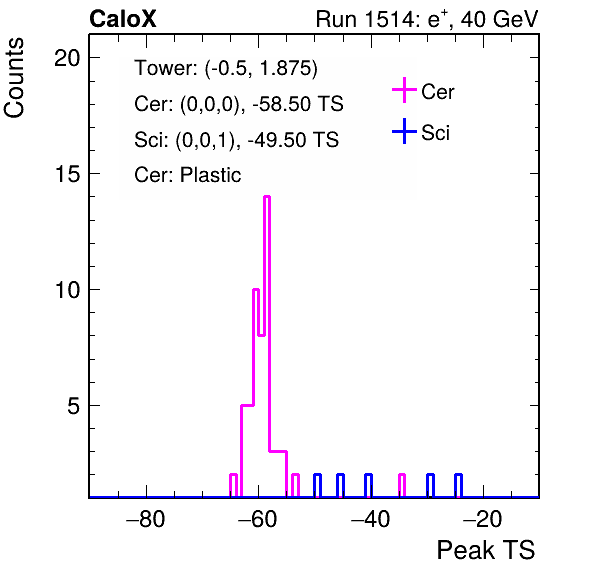 CaloX Run 1514: e⁺, 40 GeV
Counts
Tower: (-0.5, 1.875)
Cer: (0,0,0), -58.50 TS
Sci: (0,0,1), -49.50 TS
Cer: Plastic
Cer
Sci
20
15
10
5
−80 −60 −40 −20
Peak TS